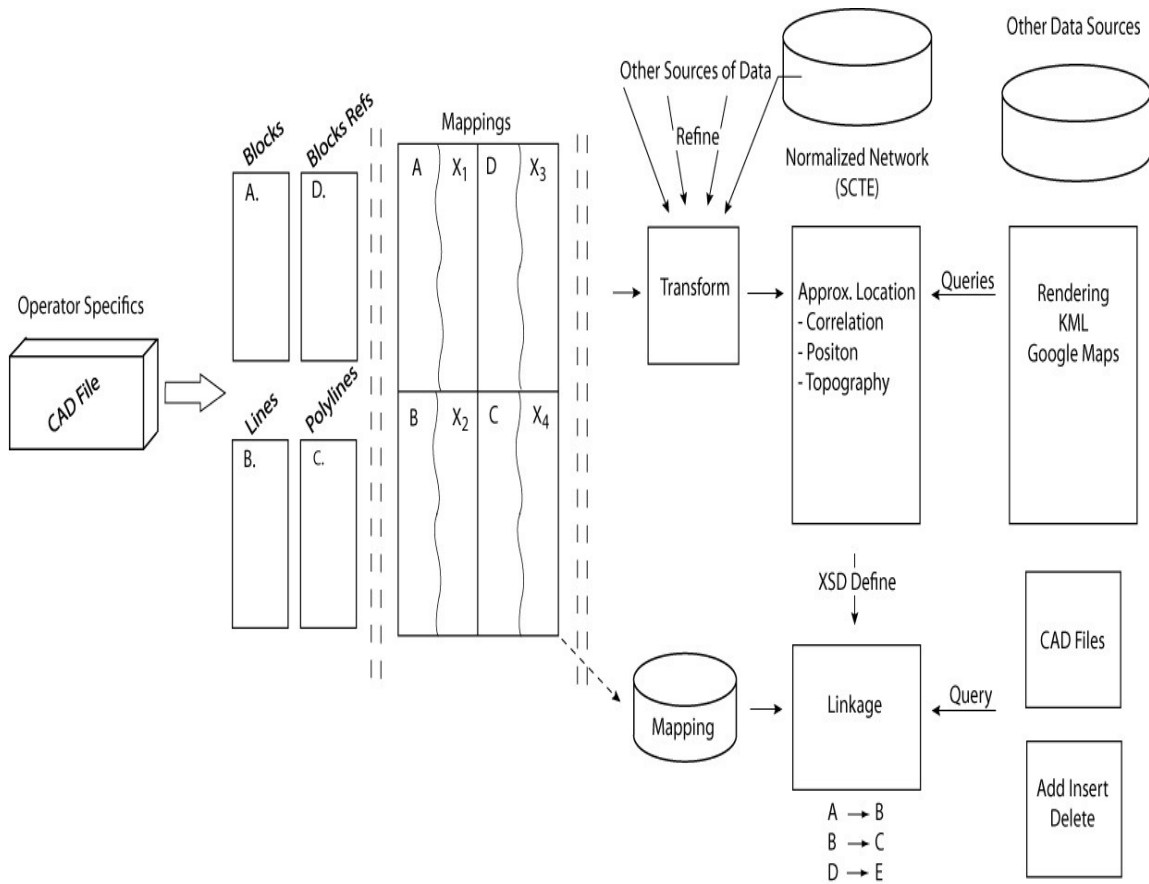 Operator Specifics
CAD File
Blocks
Blocks Refs
A.
D.
Lines
Polylines
B.
C.
Mappings
A X₁ D X₃
B X₂ C X₄
Other Sources of Data
Refine
Transform
Normalized Network
(SCTE)
Approx. Location
- Correlation
- Positon
- Topography
Queries
Other Data Sources
Rendering
KML
Google Maps
XSD Define
Mapping
Linkage
Query
CAD Files
Add Insert
Delete
A → B
B → C
D → E